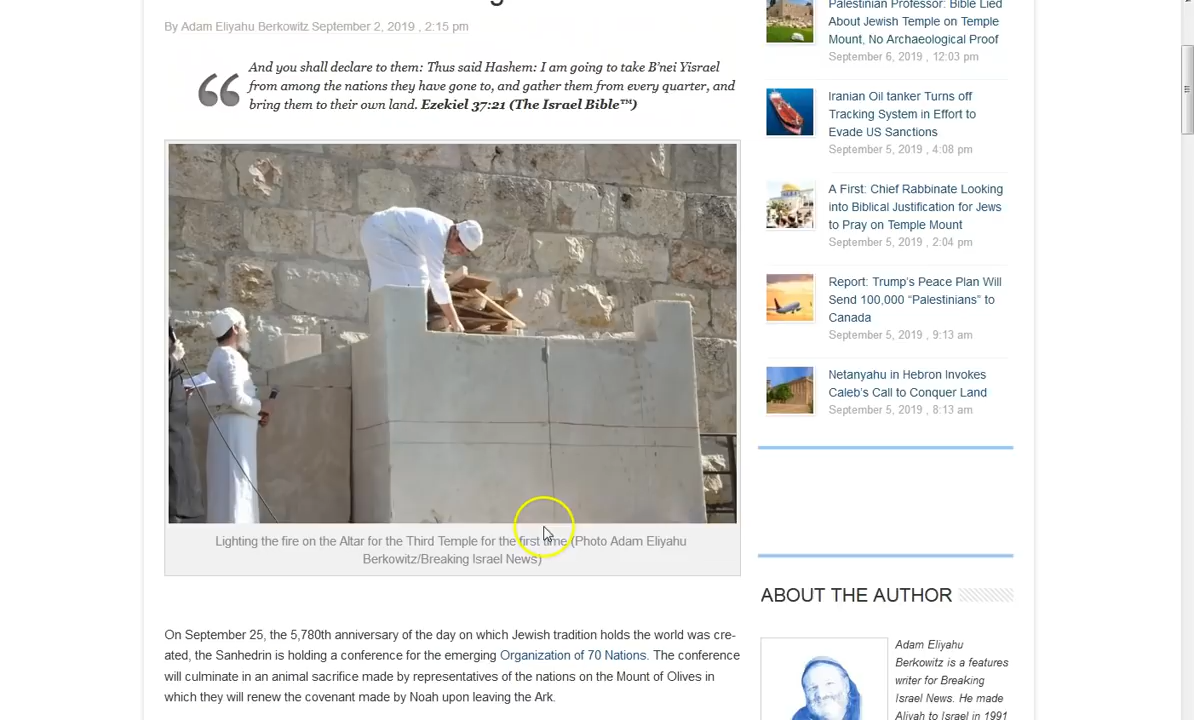 By Adam Eliyahu Berkowitz September 2, 2019 , 2:15 pm
And you shall declare to them: Thus said Hashem: I am going to take B’nei Yisrael
from among the nations they have gone to, and gather them from every quarter, and
bring them to their own land. Ezekiel 37:21 (The Israel Bible™)
Lighting the fire on the Altar for the Third Temple for the first time (Photo Adam Eliyahu
Berkowitz/Breaking Israel News)
On September 25, the 5,780th anniversary of the day on which Jewish tradition holds the world was cre-
ated, the Sanhedrin is holding a conference for the emerging Organization of 70 Nations. The conference
will culminate in an animal sacrifice made by representatives of the nations on the Mount of Olives in
which they will renew the covenant made by Noah upon leaving the Ark.
Palestinian Professor: Bible Lied
About Jewish Temple on Temple
Mount, No Archaeological Proof
September 6, 2019 , 12:03 pm
Iranian Oil tanker Turns off
Tracking System in Effort to
Evade US Sanctions
September 5, 2019 , 4:08 pm
A First: Chief Rabbinate Looking
into Biblical Justification for Jews
to Pray on Temple Mount
September 5, 2019 , 2:04 pm
Report: Trump’s Peace Plan Will
Send 100,000 “Palestinians” to
Canada
September 5, 2019 , 9:13 am
Netanyahu in Hebron Invokes
Caleb’s Call to Conquer Land
September 5, 2019 , 8:13 am
ABOUT THE AUTHOR
Adam Eliyahu
Berkowitz is a features
writer for Breaking
Israel News. He made
Aliyah to Israel in 1991